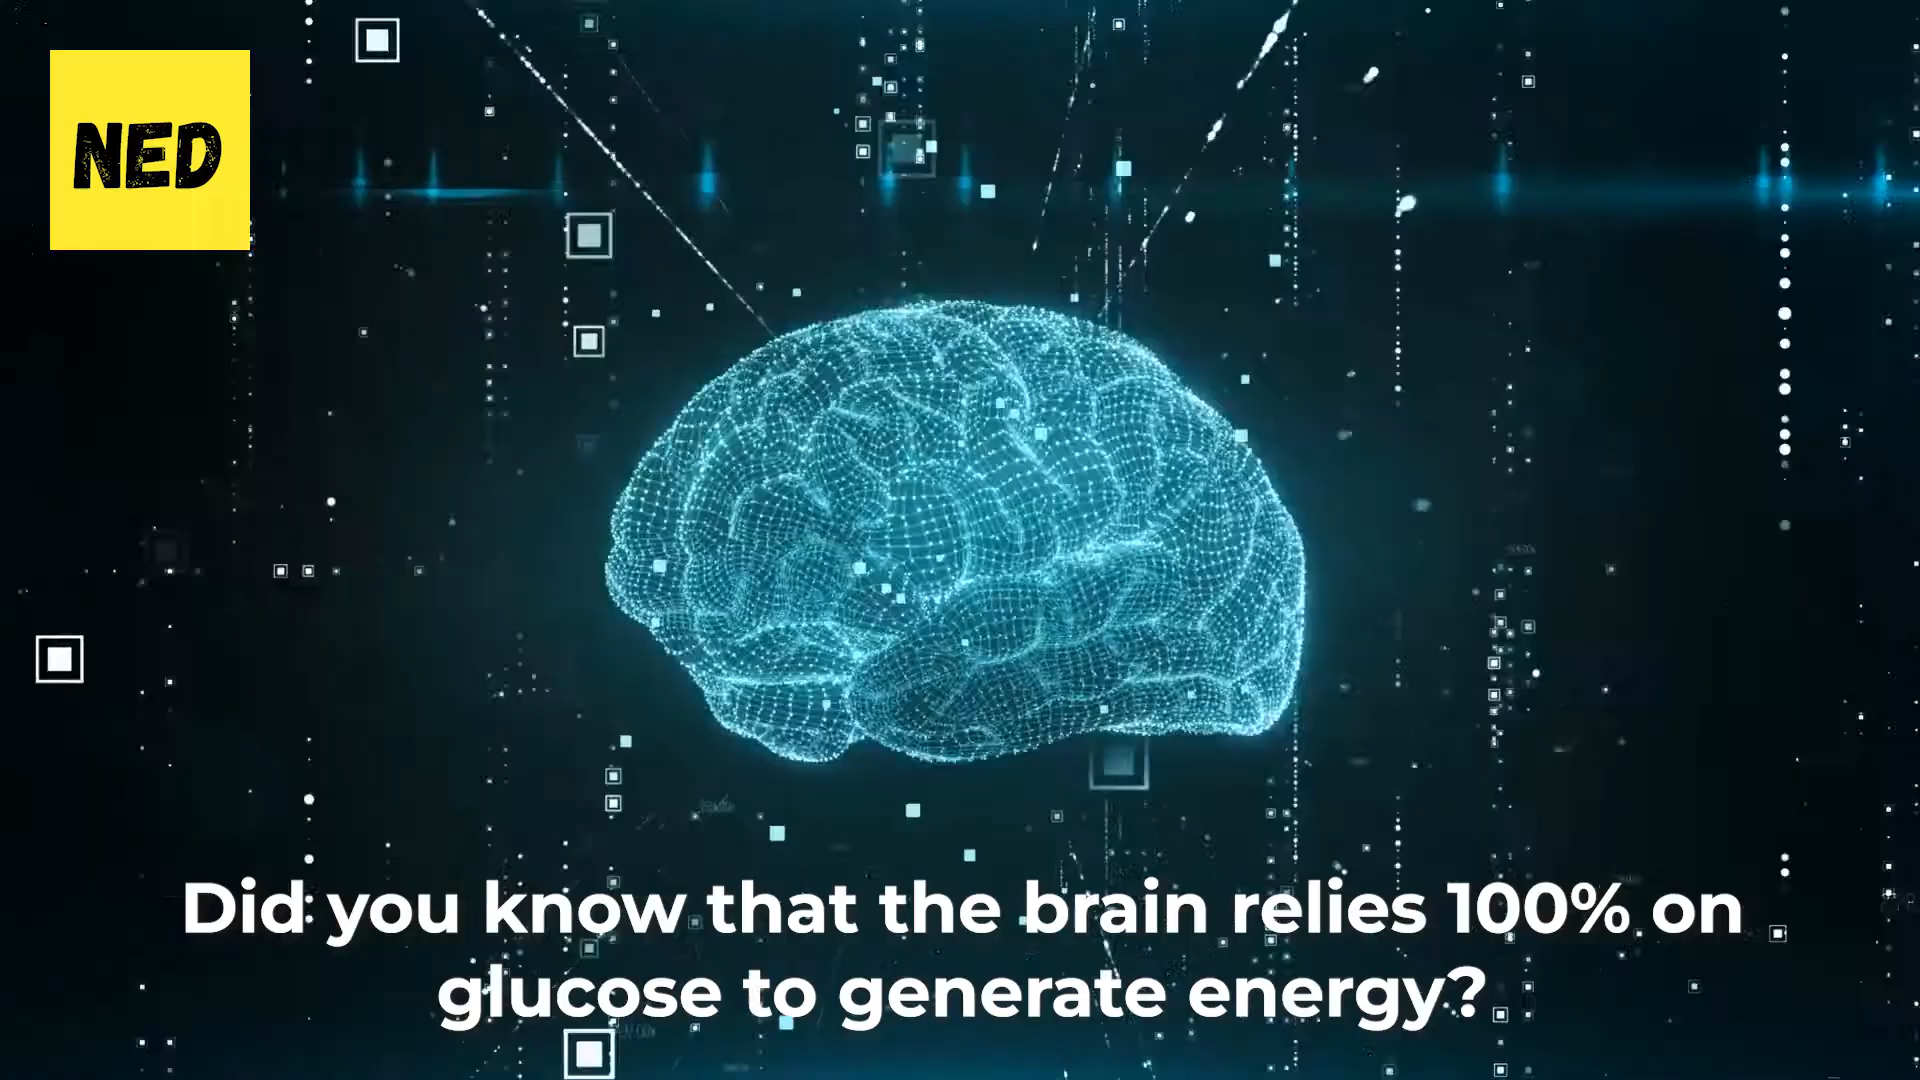 NED
Did you know that the brain relies 100% on
glucose to generate energy?